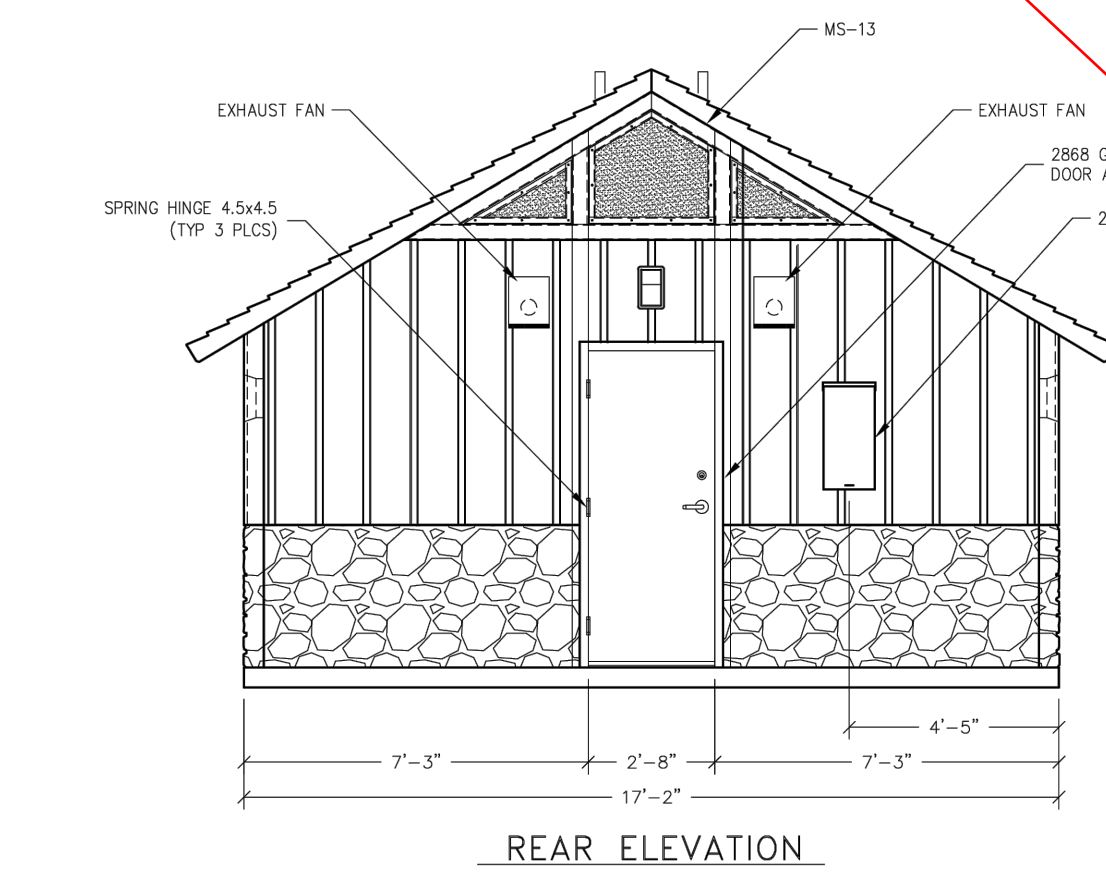 MS-13
EXHAUST FAN
EXHAUST FAN
2868 G
DOOR A
SPRING HINGE 4.5x4.5
(TYP 3 PLCS)
2
4'-5"
7'-3"
2'-8"
7'-3"
17'-2"
REAR ELEVATION